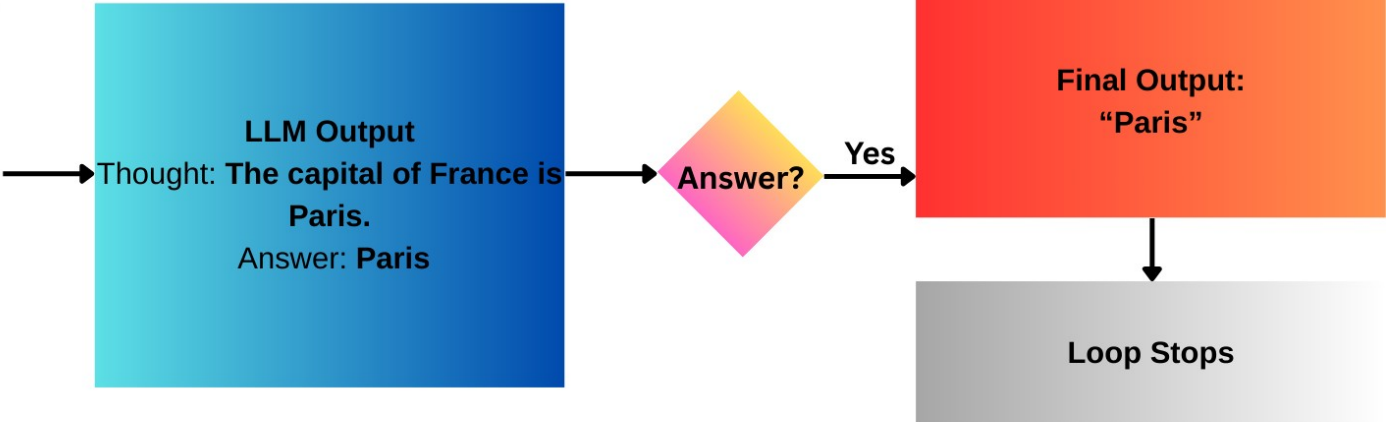 LLM Output
Thought: The capital of France is
Paris.
Answer: Paris
Answer?
Yes
Final Output:
“Paris”
Loop Stops